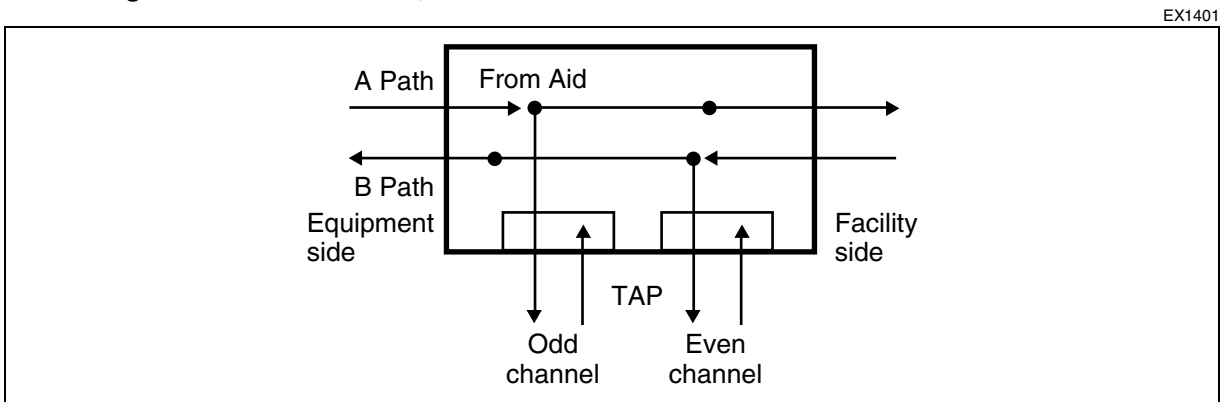 EX1401
A Path
From Aid
B Path
Equipment
side
Facility
side
TAP
Odd
channel
Even
channel